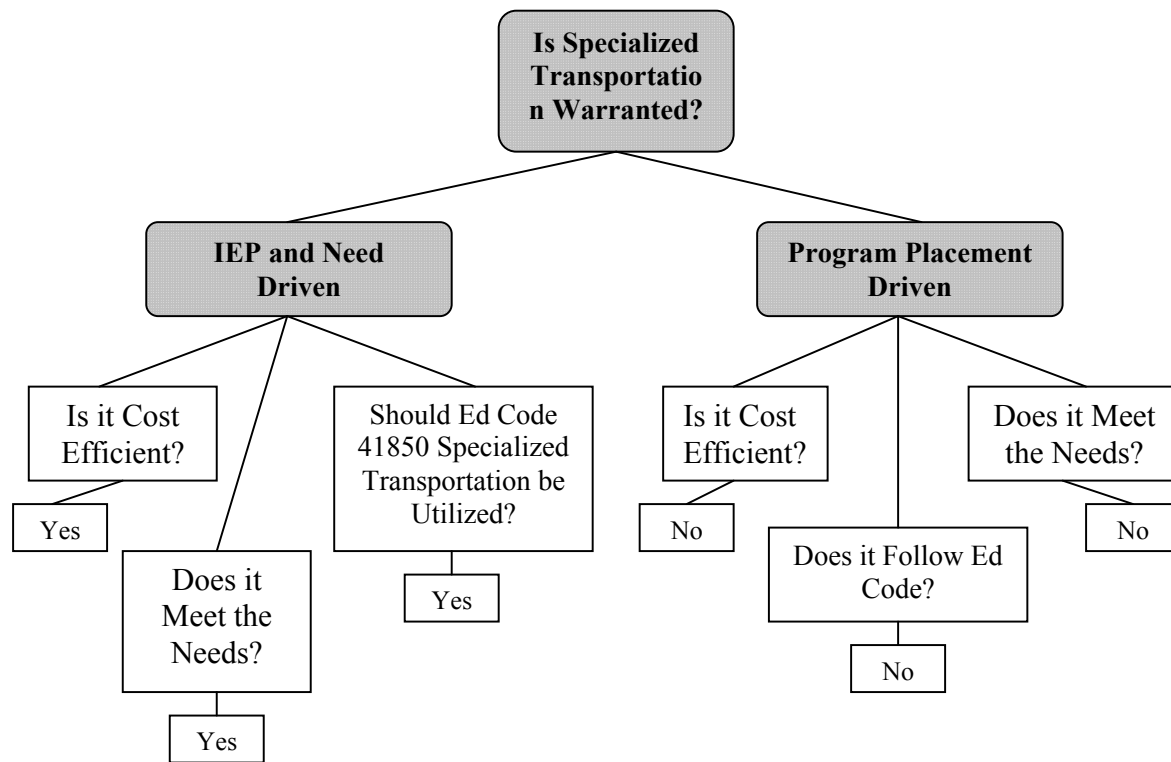 Is Specialized
Transportatio
n Warranted?
IEP and Need
Driven
Program Placement
Driven
Is it Cost
Efficient?
Yes
Does it
Meet the
Needs?
Yes
Should Ed Code
41850 Specialized
Transportation be
Utilized?
Yes
Is it Cost
Efficient?
No
Does it Follow Ed
Code?
No
Does it Meet
the Needs?
No